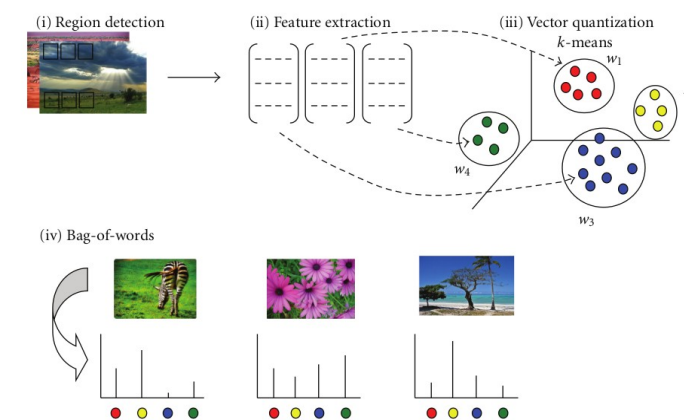 (i) Region detection
(ii) Feature extraction
(iii) Vector quantization
k-means
w1
w4
w3
(iv) Bag-of-words